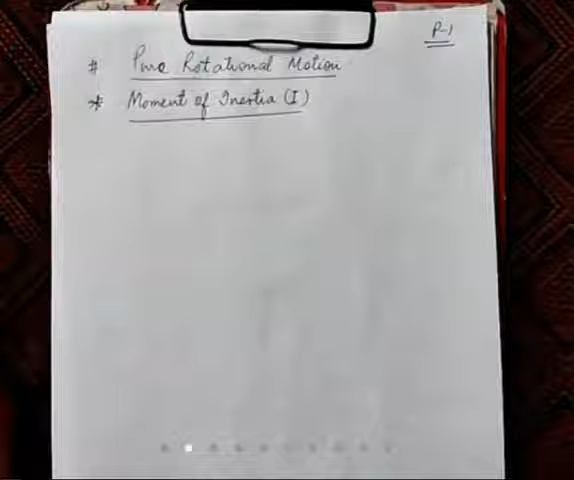 P-1
# Pure Rotational Motion
* Moment of Inertia (I)